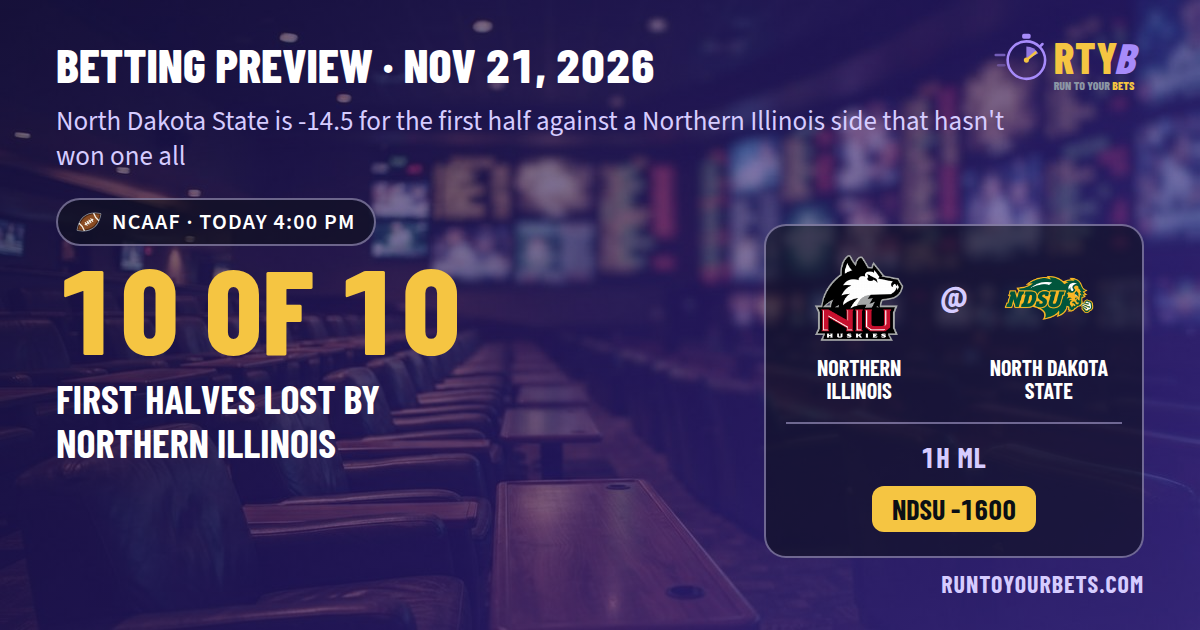 BETTING PREVIEW · NOV 21, 2026
RTYB
RUN TO YOUR BETS
North Dakota State is -14.5 for the first half against a Northern Illinois side that hasn't
won one all
NCAAF · TODAY 4:00 PM
10 OF 10
FIRST HALVES LOST BY
NORTHERN ILLINOIS
NIU
HUSKIES
@
NDSU
NORTHERN
ILLINOIS
NORTH DAKOTA
STATE
1H ML
NDSU -1600
RUNTOYOURBETS.COM